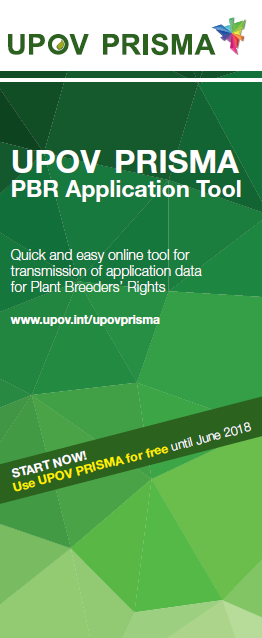 UPOV PRISMA
UPOV PRISMA
PBR Application Tool
Quick and easy online tool for
transmission of application data
for Plant Breeders' Rights
www.upov.int/upovprisma
START NOW!
Use UPOV PRISMA for free until June 2018